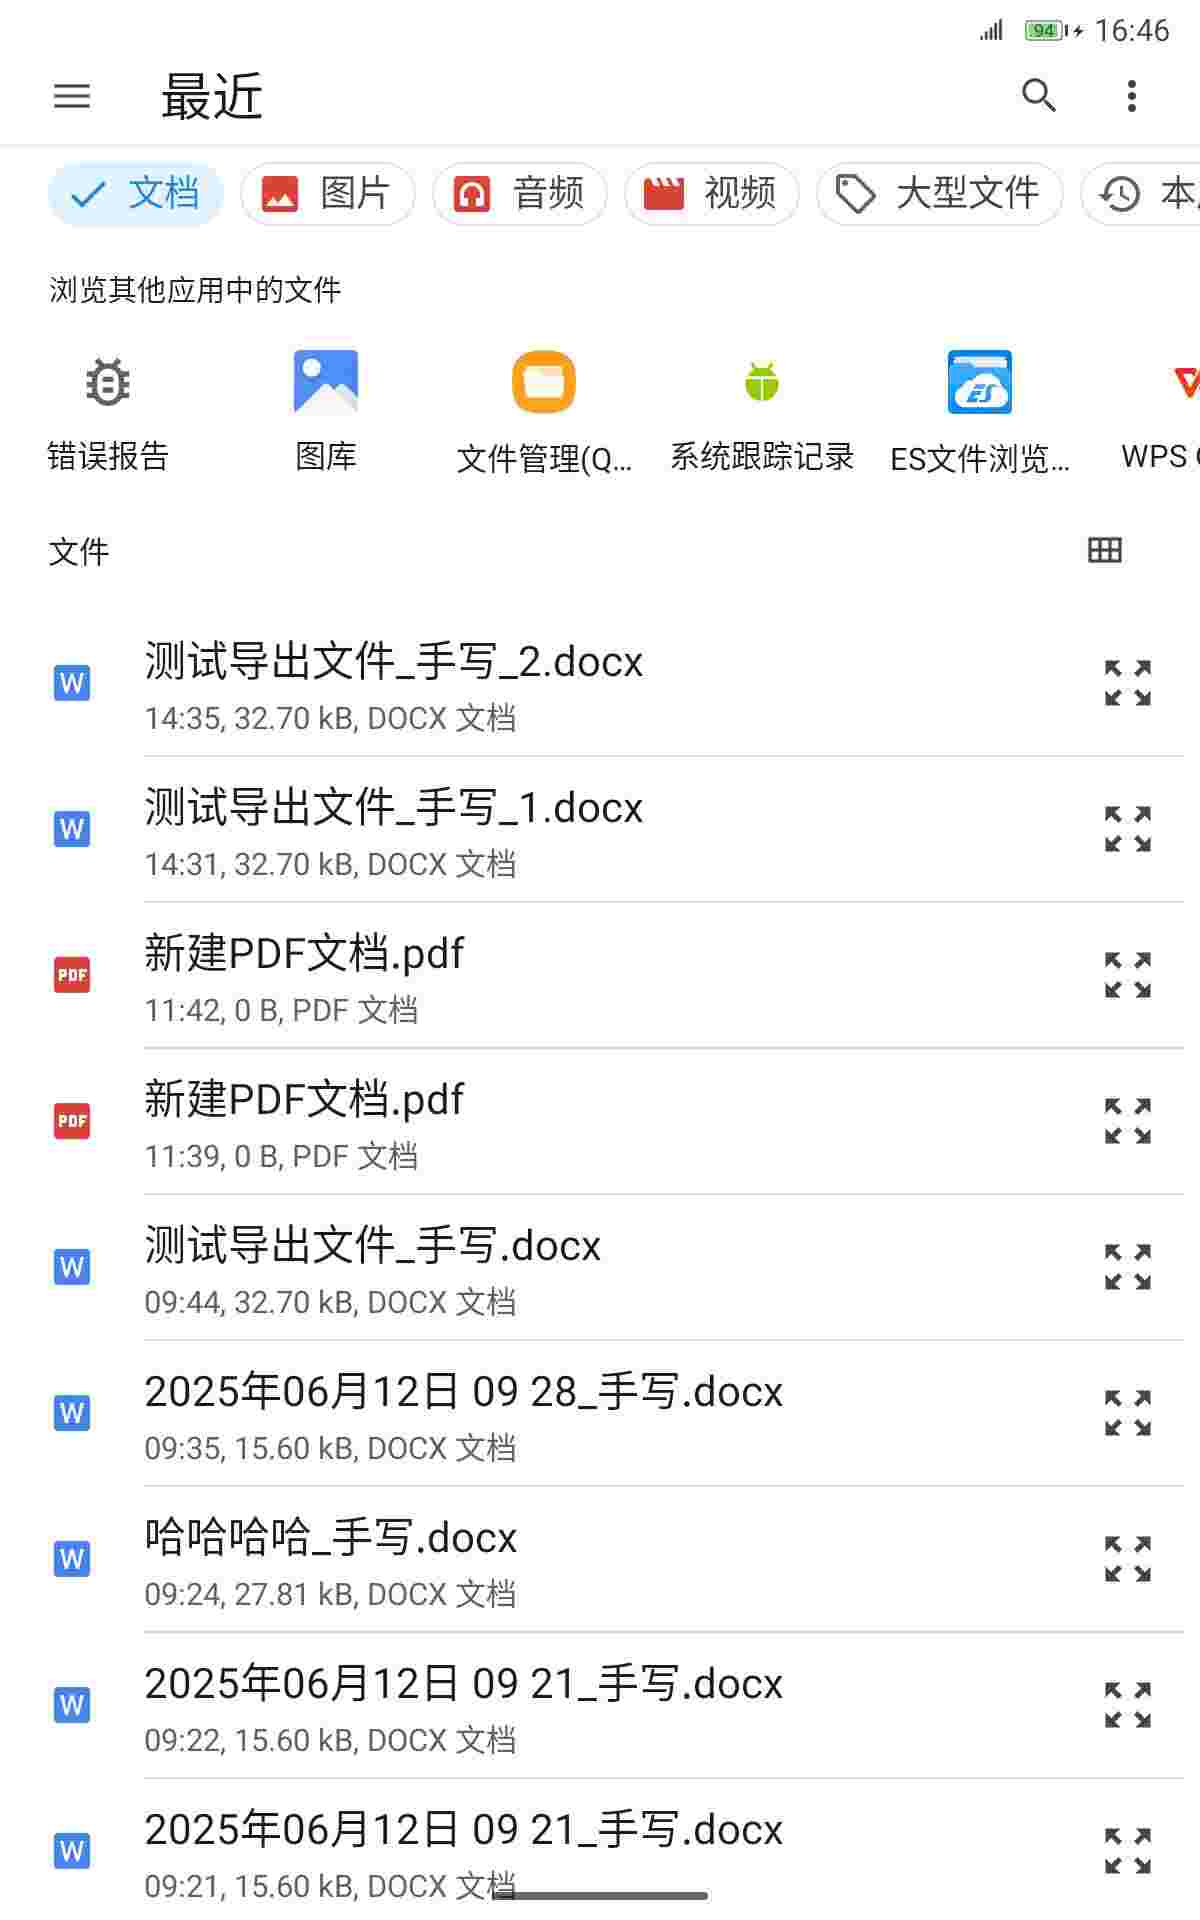 94 16:46
最近
文档 图片 音频 视频 大型文件 本
浏览其他应用中的文件
错误报告 图库 文件管理(Q... 系统跟踪记录 ES文件浏览... WPS
文件
测试导出文件_手写_2.docx
14:35, 32.70 kB, DOCX 文档
测试导出文件_手写_1.docx
14:31, 32.70 kB, DOCX 文档
新建PDF文档.pdf
11:42, 0 B, PDF 文档
新建PDF文档.pdf
11:39, 0 B, PDF 文档
测试导出文件_手写.docx
09:44, 32.70 kB, DOCX 文档
2025年06月12日 09 28_手写.docx
09:35, 15.60 kB, DOCX 文档
哈哈哈哈_手写.docx
09:24, 27.81 kB, DOCX 文档
2025年06月12日 09 21_手写.docx
09:22, 15.60 kB, DOCX 文档
2025年06月12日 09 21_手写.docx
09:21, 15.60 kB, DOCX 文档